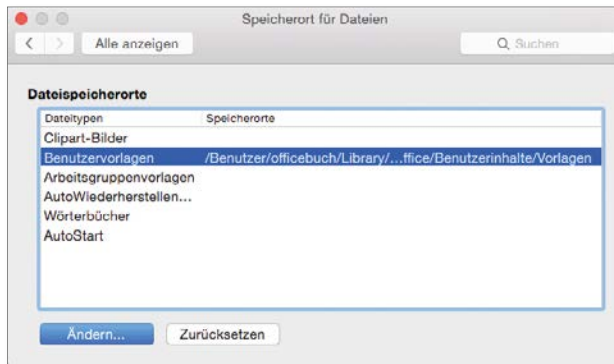 Speicherort für Dateien
Alle anzeigen
Suchen
Dateispeicherorte
Dateitypen Speicherorte
Clipart-Bilder
Benutzervorlagen /Benutzer/officebuch/Library/...ffice/Benutzerinhalte/Vorlagen
Arbeitsgruppenvorlagen
AutoWiederherstellen...
Wörterbücher
AutoStart
Ändern... Zurücksetzen